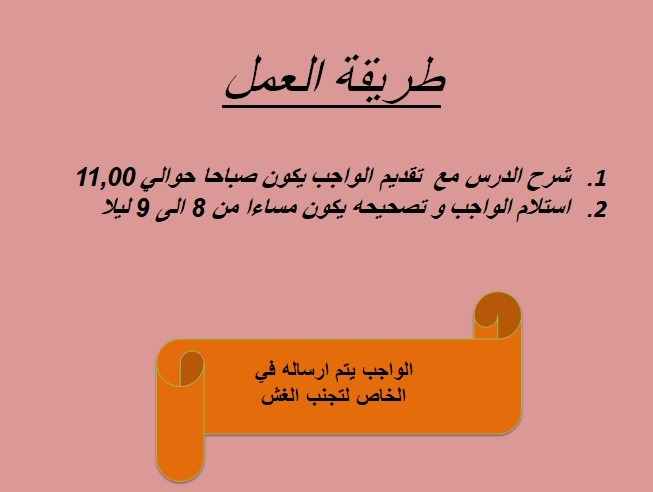 طريقة العمل
1. شرح الدرس مع تقديم الواجب يكون صباحا حوالي 11,00
2. استلام الواجب و تصحيحه يكون مساءا من 8 الى 9 ليلا
الواجب يتم ارساله في
الخاص لتجنب الغش